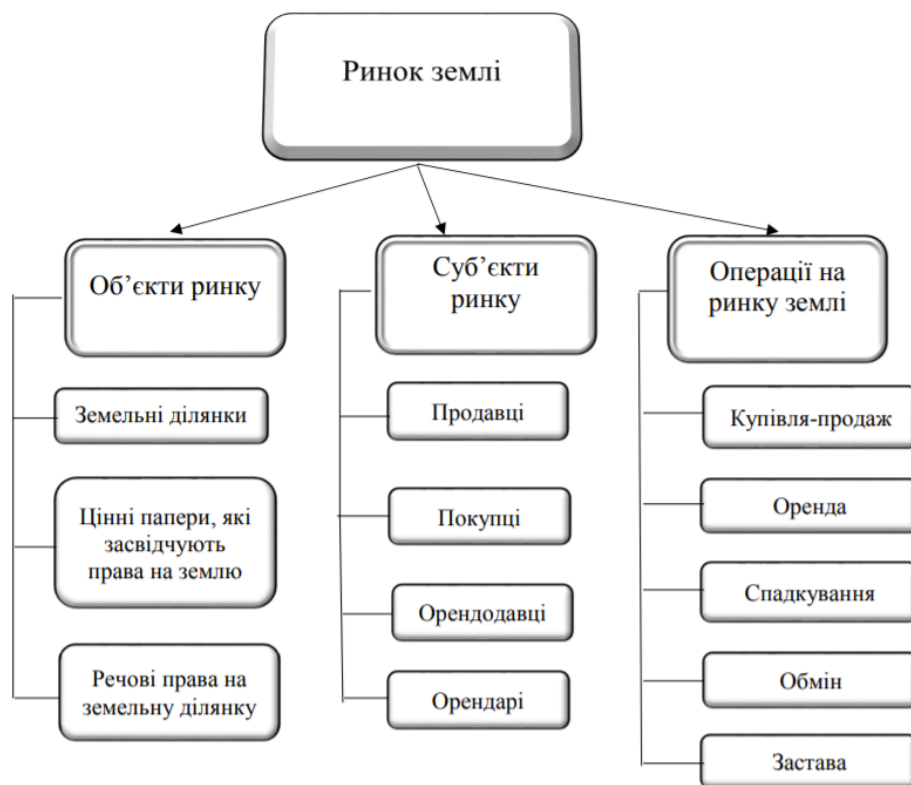 Ринок землі
Об’єкти ринку
Земельні ділянки
Цінні папери, які
засвідчують
права на землю
Речові права на
земельну ділянку
Суб’єкти
ринку
Продавці
Покупці
Орендодавці
Орендарі
Операції на
ринку землі
Купівля-продаж
Оренда
Спадкування
Обмін
Застава